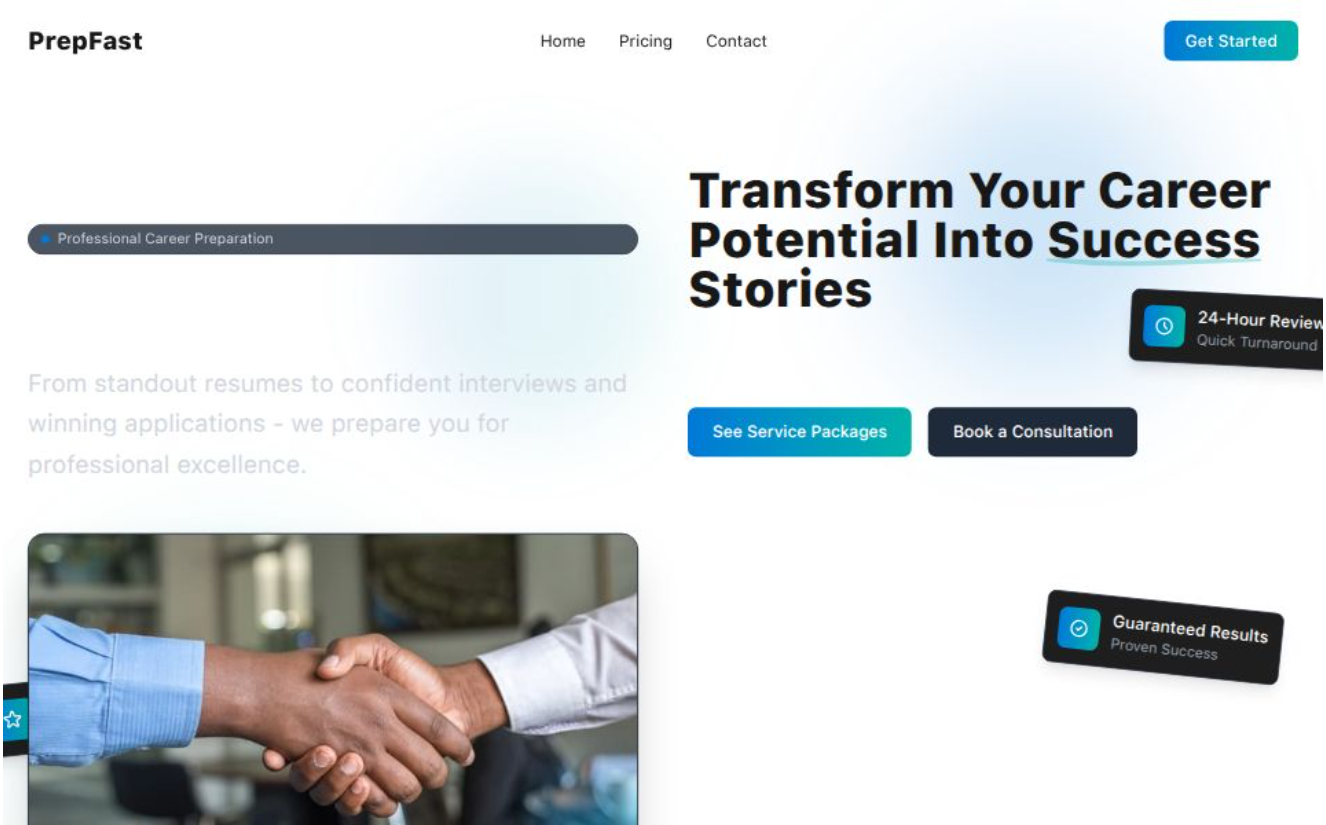 PrepFast
Home
Pricing
Contact
Get Started
Professional Career Preparation
Transform Your Career
Potential Into Success
Stories
24-Hour Review
Quick Turnaround
From standout resumes to confident interviews and
winning applications - we prepare you for
professional excellence.
See Service Packages
Book a Consultation
Guaranteed Results
Proven Success